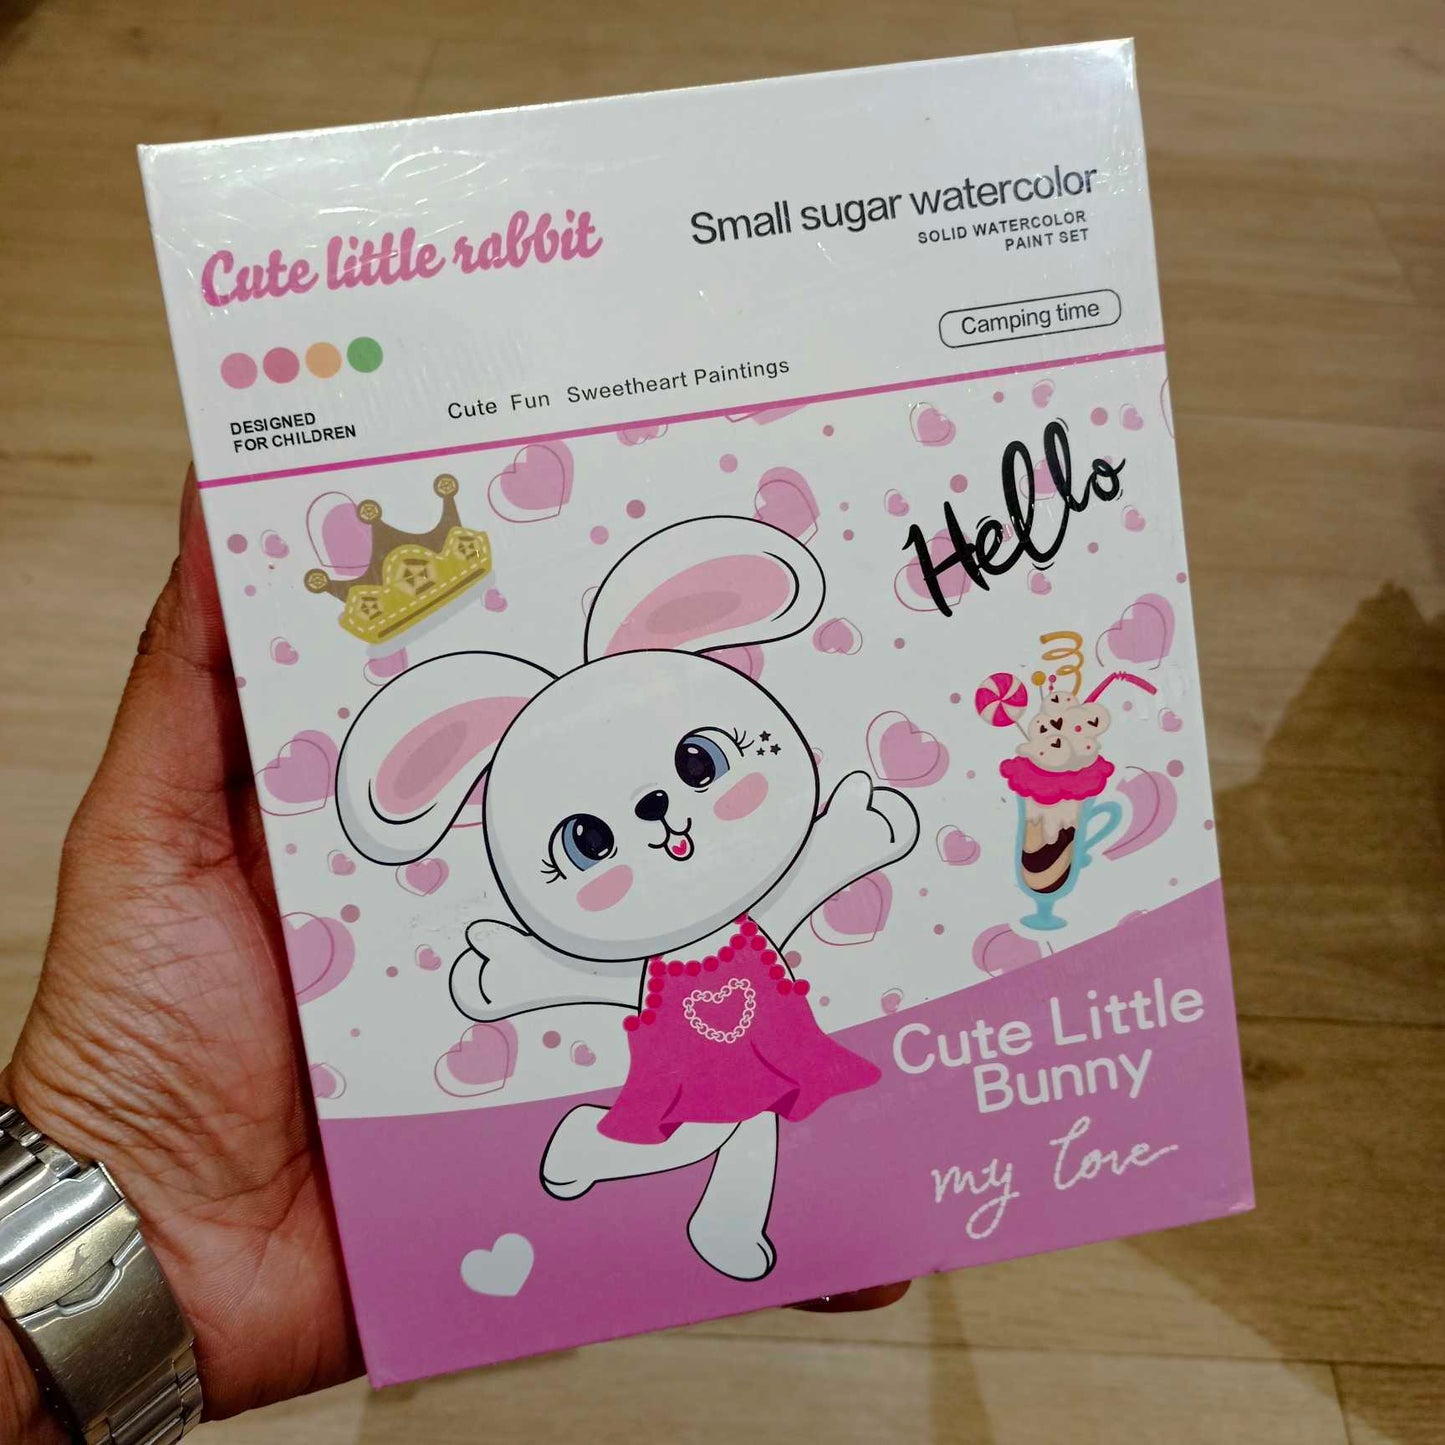 Cute little rabbit
Small sugar watercolor
SOLID WATERCOLOR
PAINT SET
Camping time
DESIGNED
FOR CHILDREN
Cute Fun Sweetheart Paintings
Hello
Cute Little
Bunny
my love